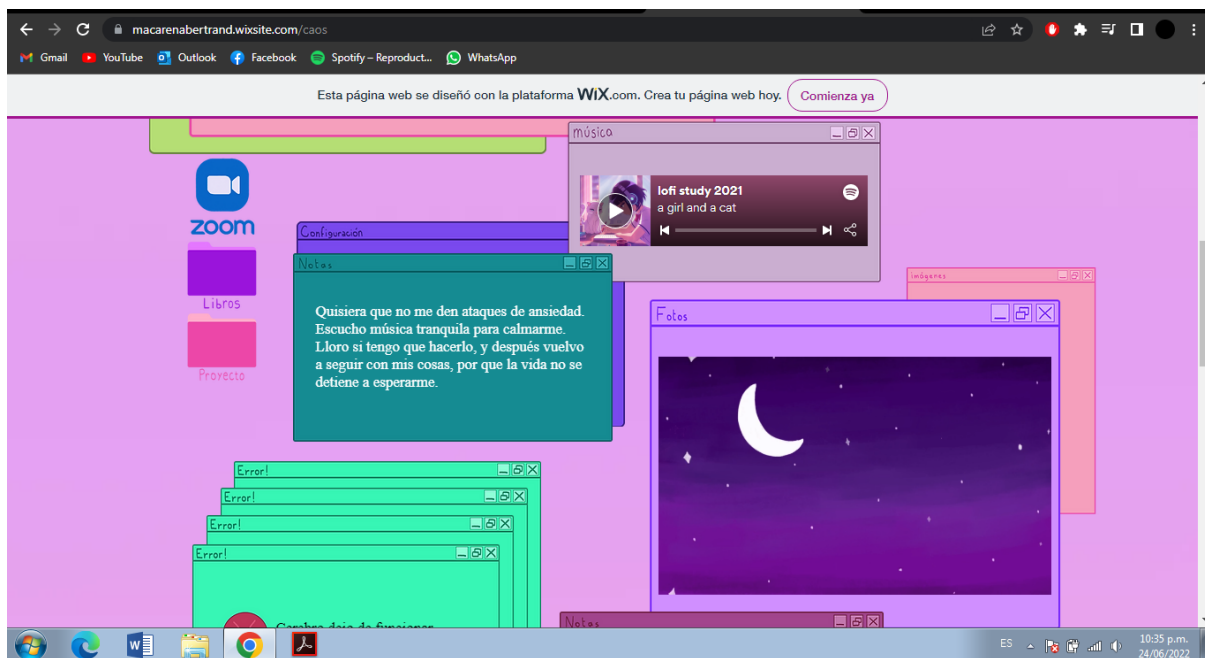 macarenabertrand.wixsite.com/caos
Gmail YouTube Outlook Facebook Spotify – Reproduct... WhatsApp
Esta página web se diseñó con la plataforma WiX.com. Crea tu página web hoy. Comienza ya
música
lofi study 2021
a girl and a cat
zoom
Libros
Proyecto
Configuración
Notas
Quisiera que no me den ataques de ansiedad.
Escucho música tranquila para calmarme.
Lloro si tengo que hacerlo, y después vuelvo
a seguir con mis cosas, por que la vida no se
detiene a esperarme.
Imágenes
Fotos
Error!
Error!
Error!
Error!
Cerebro dejo de funcionar
Notas
ES
10:35 p.m.
24/06/2022